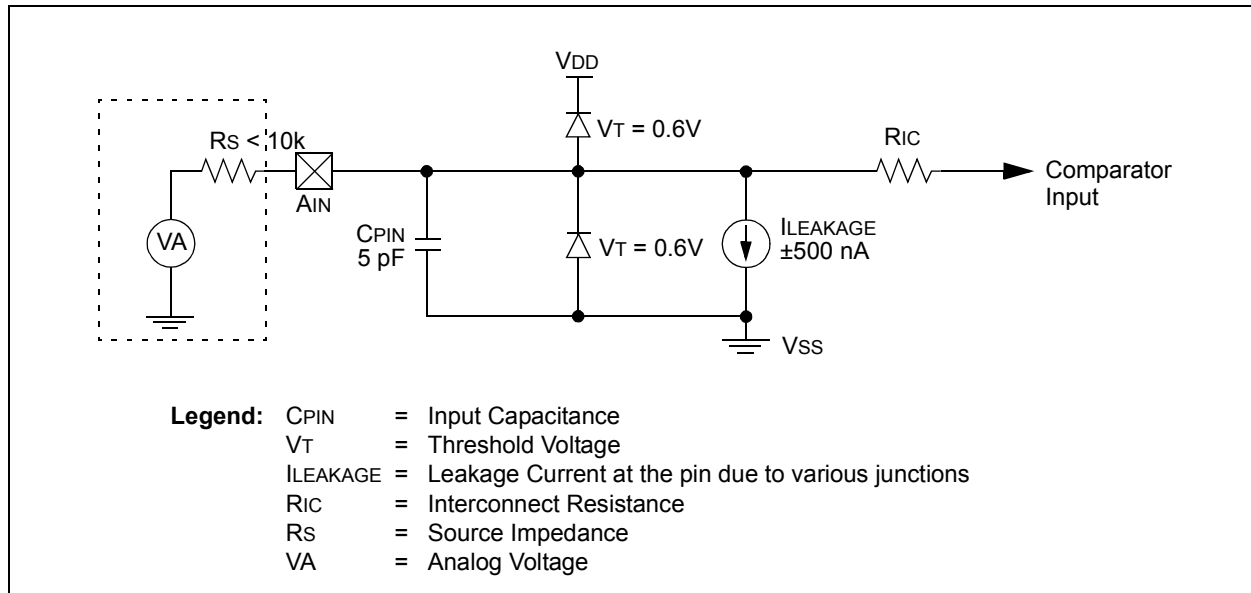 VDD
VT = 0.6V
RS < 10k
RIC
AIN
Comparator
Input
VA
CPIN
5 pF
VT = 0.6V
ILEAKAGE
±500 nA
VSS
Legend: CPIN = Input Capacitance
VT = Threshold Voltage
ILEAKAGE = Leakage Current at the pin due to various junctions
RIC = Interconnect Resistance
RS = Source Impedance
VA = Analog Voltage